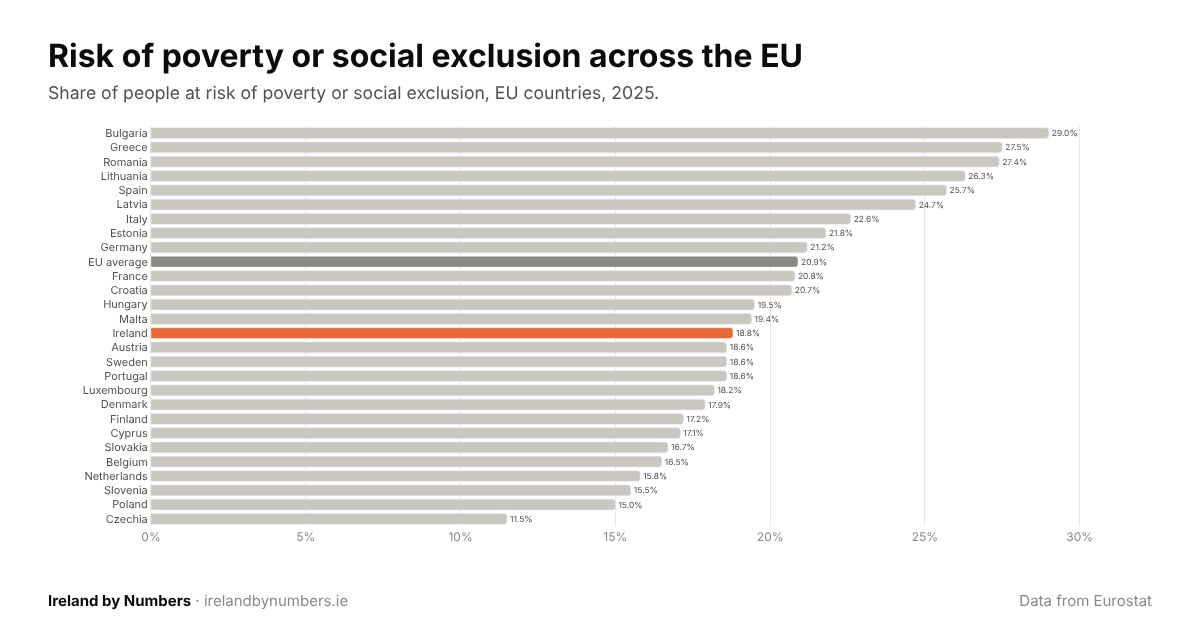 Risk of poverty or social exclusion across the EU
Share of people at risk of poverty or social exclusion, EU countries, 2025.
Bulgaria 29.0%
Greece 27.5%
Romania 27.4%
Lithuania 26.3%
Spain 25.7%
Latvia 24.7%
Italy 22.6%
Estonia 21.8%
Germany 21.2%
EU average 20.9%
France 20.8%
Croatia 20.7%
Hungary 19.5%
Malta 19.4%
Ireland 18.8%
Austria 18.6%
Sweden 18.6%
Portugal 18.6%
Luxembourg 18.2%
Denmark 17.9%
Finland 17.2%
Cyprus 17.1%
Slovakia 16.7%
Belgium 16.5%
Netherlands 15.8%
Slovenia 15.5%
Poland 15.0%
Czechia 11.5%
0% 5% 10% 15% 20% 25% 30%
Ireland by Numbers · irelandbynumbers.ie Data from Eurostat